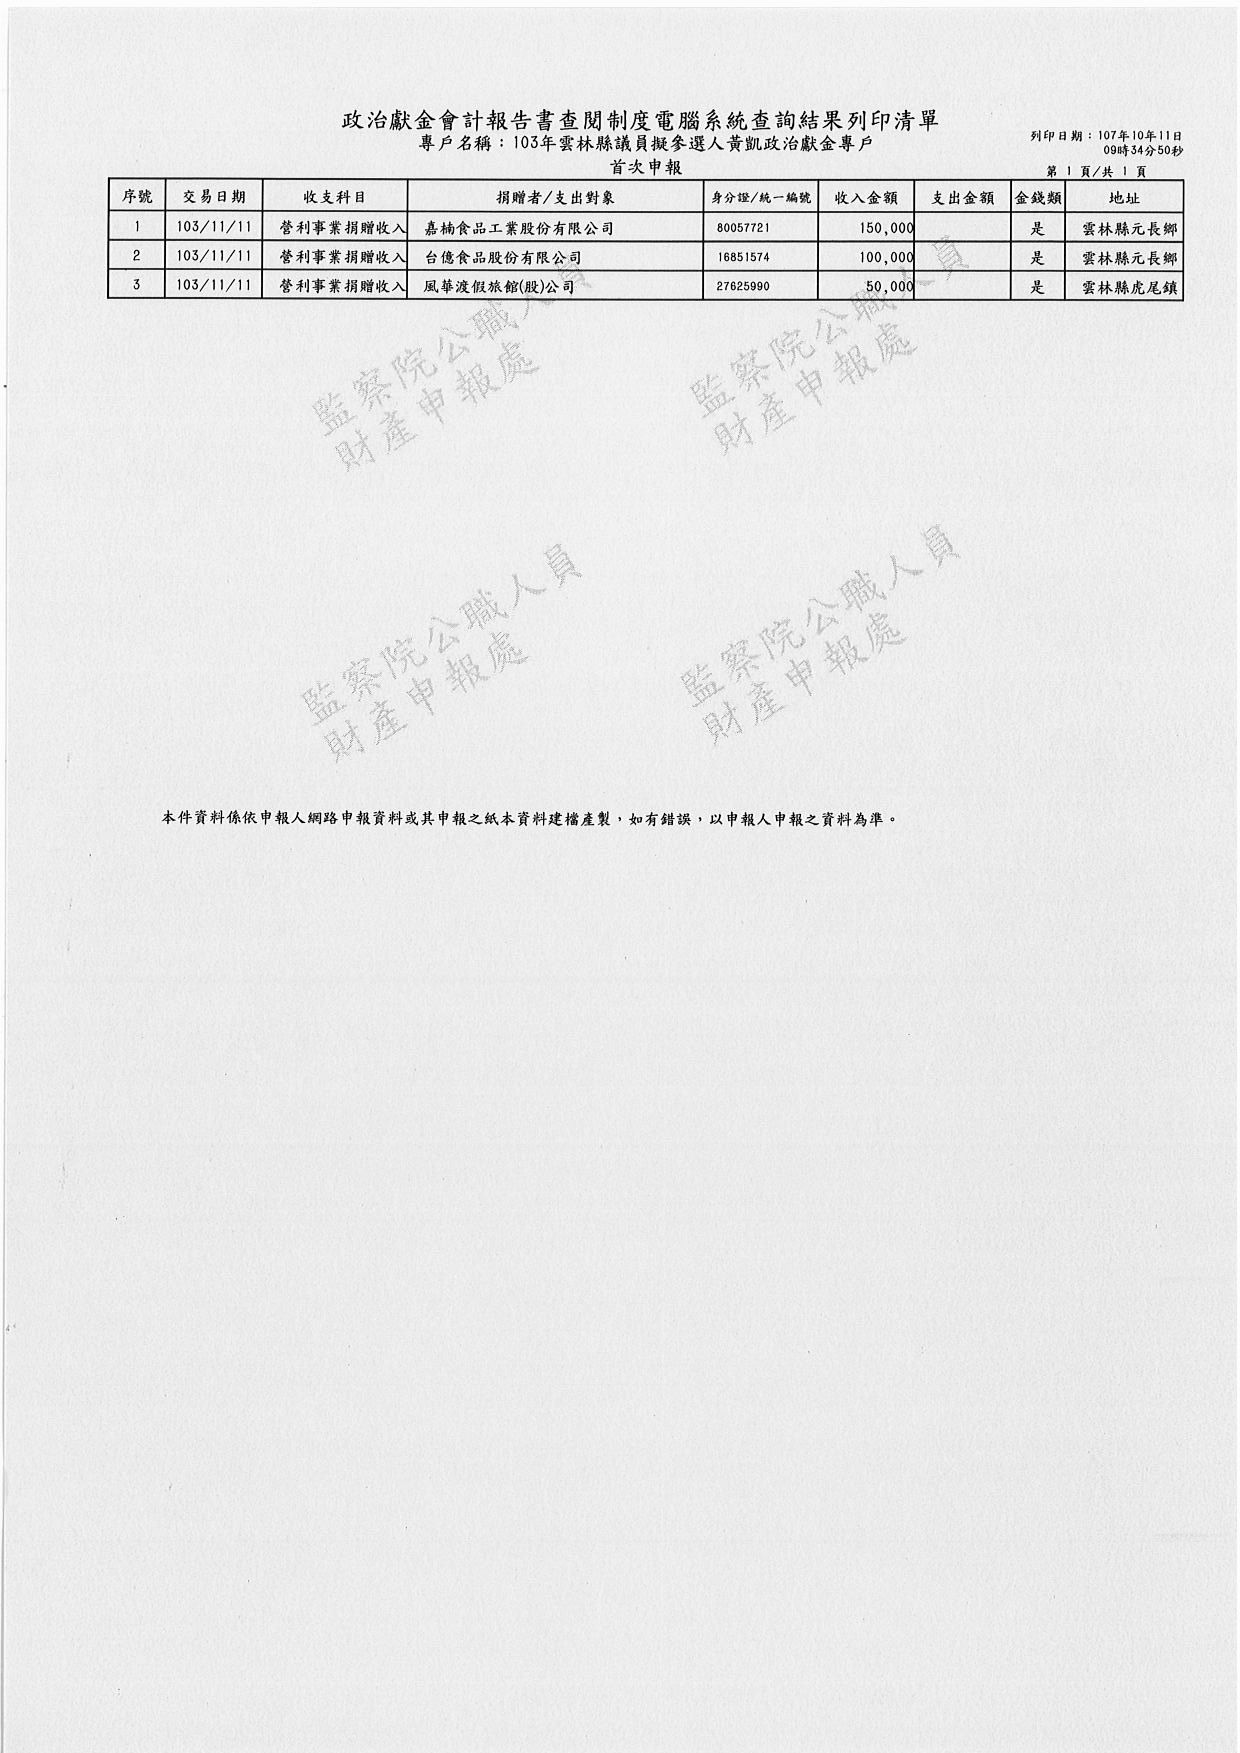 政治獻金會計報告書查閱制度電腦系統查詢結果列印清單
專戶名稱：103年雲林縣議員擬參選人黃凱政治獻金專戶
首次申報
列印日期：107年10年11日
09時34分50秒
第 1 頁/共 1 頁
序號 交易日期 收支科目 捐贈者/支出對象 身分證/統一編號 收入金額 支出金額 金錢類 地址
1 103/11/11 營利事業捐贈收入 嘉楠食品工業股份有限公司 80057721 150,000 是 雲林縣元長鄉
2 103/11/11 營利事業捐贈收入 台億食品股份有限公司 16851574 100,000 是 雲林縣元長鄉
3 103/11/11 營利事業捐贈收入 風華渡假旅館(股)公司 27625990 50,000 是 雲林縣虎尾鎮
監察院公職人員
財產申報處
監察院公職人員
財產申報處
監察院公職人員
財產申報處
監察院公職人員
財產申報處
本件資料係依申報人網路申報資料或其申報之紙本資料建檔產製，如有錯誤，以申報人申報之資料為準。